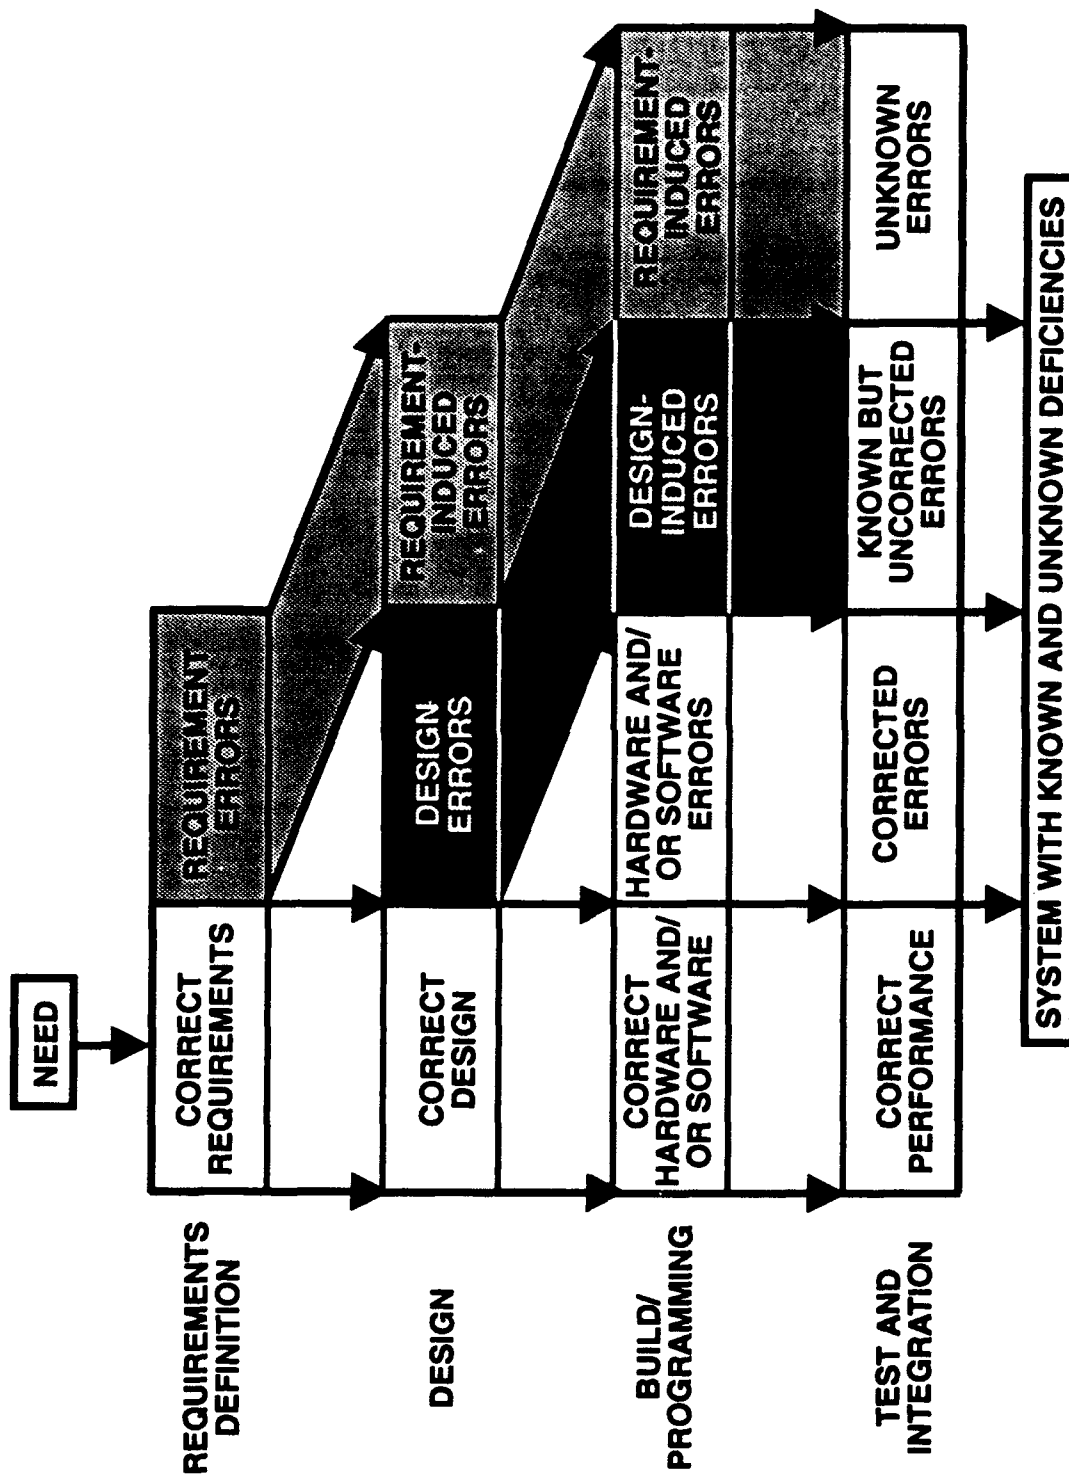 NEED
REQUIREMENTS
DEFINITION
CORRECT
REQUIREMENTS
REQUIREMENT
ERRORS
DESIGN
CORRECT
DESIGN
DESIGN
ERRORS
REQUIREMENT-
INDUCED
ERRORS
BUILD/
PROGRAMMING
CORRECT
HARDWARE AND/
OR SOFTWARE
HARDWARE AND/
OR SOFTWARE
ERRORS
DESIGN-
INDUCED
ERRORS
REQUIREMENT-
INDUCED
ERRORS
TEST AND
INTEGRATION
CORRECT
PERFORMANCE
CORRECTED
ERRORS
KNOWN BUT
UNCORRECTED
ERRORS
UNKNOWN
ERRORS
SYSTEM WITH KNOWN AND UNKNOWN DEFICIENCIES